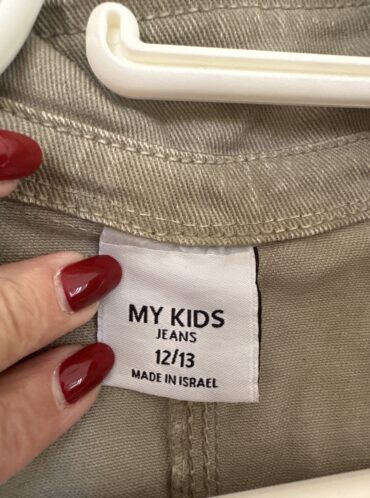 MY KIDS
JEANS
12/13
MADE IN ISRAEL